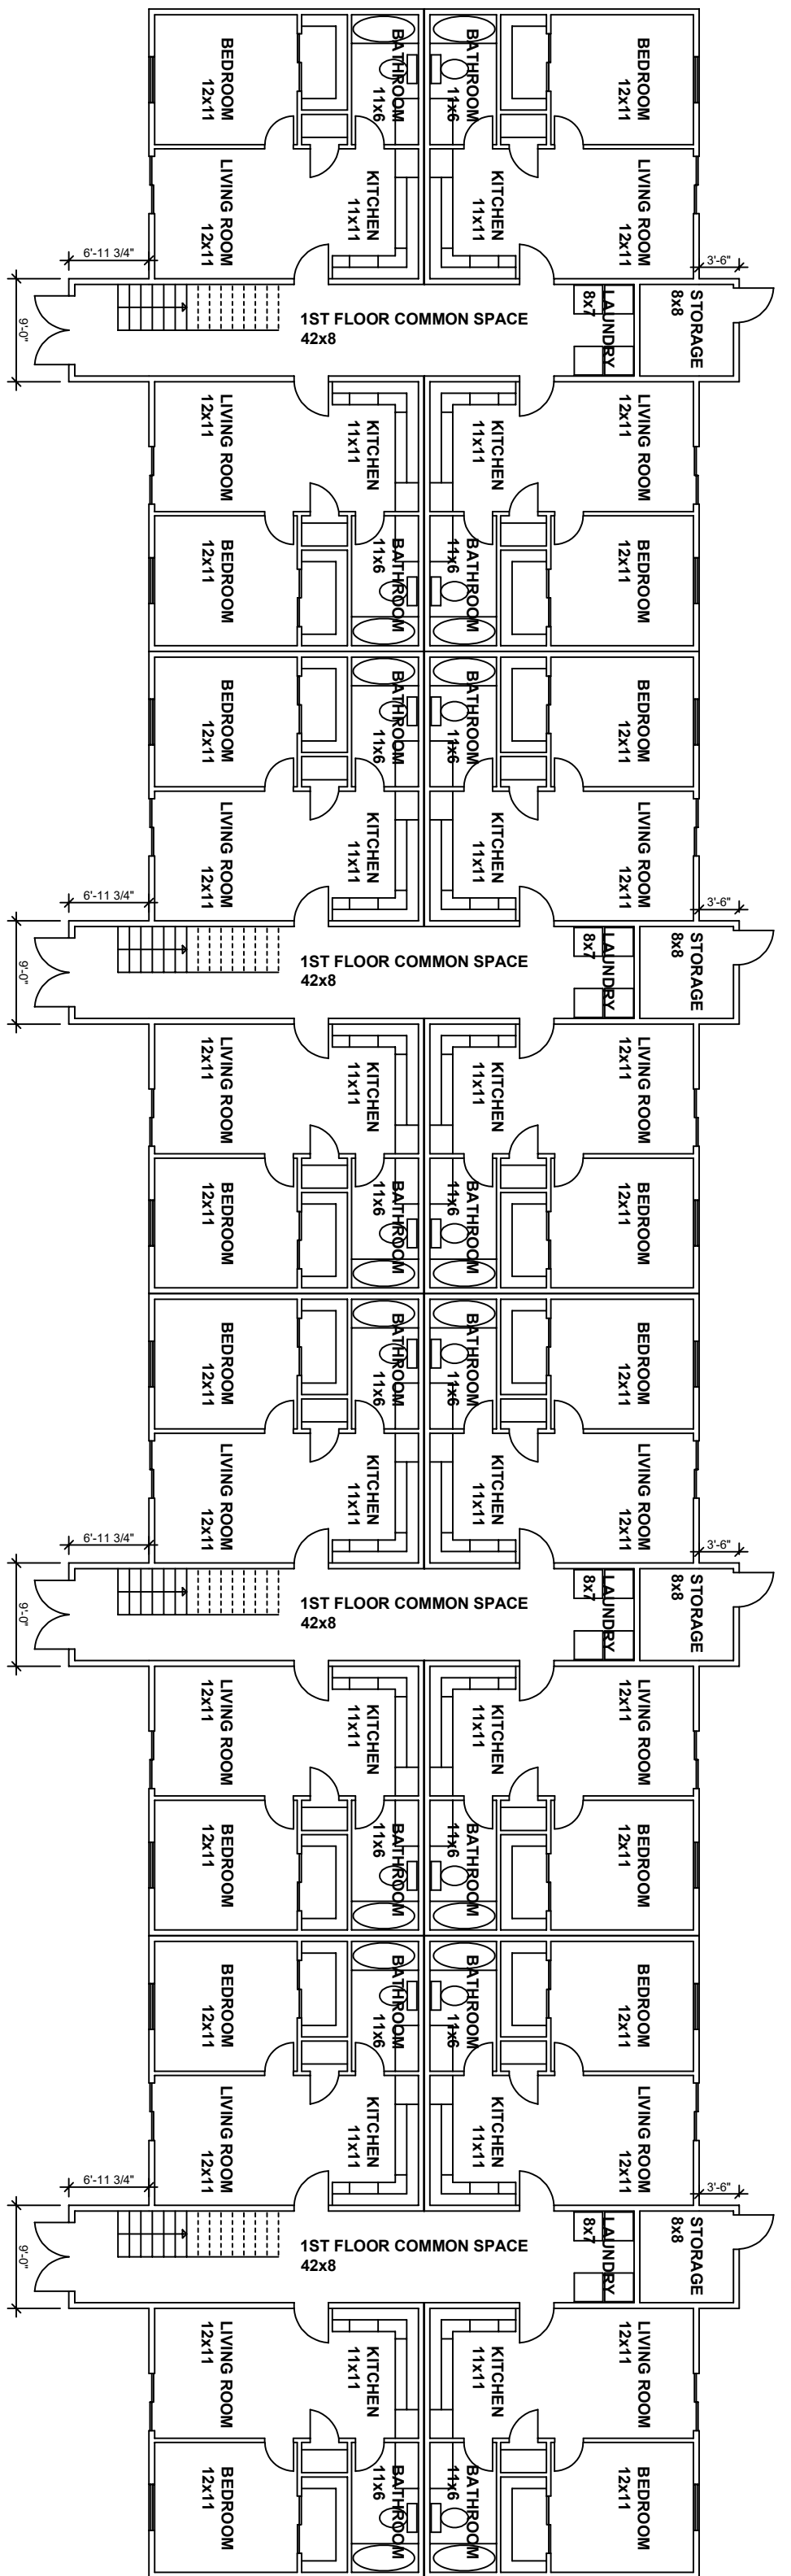 BEDROOM
12x11
BATHROOM
11x6
BATHROOM
11x6
BEDROOM
12x11
LIVING ROOM
12x11
KITCHEN
11x11
KITCHEN
11x11
LIVING ROOM
12x11
6'-11 3/4"
3'-6"
9'-0"
1ST FLOOR COMMON SPACE
42x8
LAUNDRY
8x7
STORAGE
8x8
LIVING ROOM
12x11
KITCHEN
11x11
KITCHEN
11x11
LIVING ROOM
12x11
BEDROOM
12x11
BATHROOM
11x6
BATHROOM
11x6
BEDROOM
12x11
BEDROOM
12x11
BATHROOM
11x6
BATHROOM
11x6
BEDROOM
12x11
LIVING ROOM
12x11
KITCHEN
11x11
KITCHEN
11x11
LIVING ROOM
12x11
6'-11 3/4"
3'-6"
9'-0"
1ST FLOOR COMMON SPACE
42x8
LAUNDRY
8x7
STORAGE
8x8
LIVING ROOM
12x11
KITCHEN
11x11
KITCHEN
11x11
LIVING ROOM
12x11
BEDROOM
12x11
BATHROOM
11x6
BATHROOM
11x6
BEDROOM
12x11
BEDROOM
12x11
BATHROOM
11x6
BATHROOM
11x6
BEDROOM
12x11
LIVING ROOM
12x11
KITCHEN
11x11
KITCHEN
11x11
LIVING ROOM
12x11
6'-11 3/4"
3'-6"
9'-0"
1ST FLOOR COMMON SPACE
42x8
LAUNDRY
8x7
STORAGE
8x8
LIVING ROOM
12x11
KITCHEN
11x11
KITCHEN
11x11
LIVING ROOM
12x11
BEDROOM
12x11
BATHROOM
11x6
BATHROOM
11x6
BEDROOM
12x11
BEDROOM
12x11
BATHROOM
11x6
BATHROOM
11x6
BEDROOM
12x11
LIVING ROOM
12x11
KITCHEN
11x11
KITCHEN
11x11
LIVING ROOM
12x11
6'-11 3/4"
3'-6"
9'-0"
1ST FLOOR COMMON SPACE
42x8
LAUNDRY
8x7
STORAGE
8x8
LIVING ROOM
12x11
KITCHEN
11x11
KITCHEN
11x11
LIVING ROOM
12x11
BEDROOM
12x11
BATHROOM
11x6
BATHROOM
11x6
BEDROOM
12x11